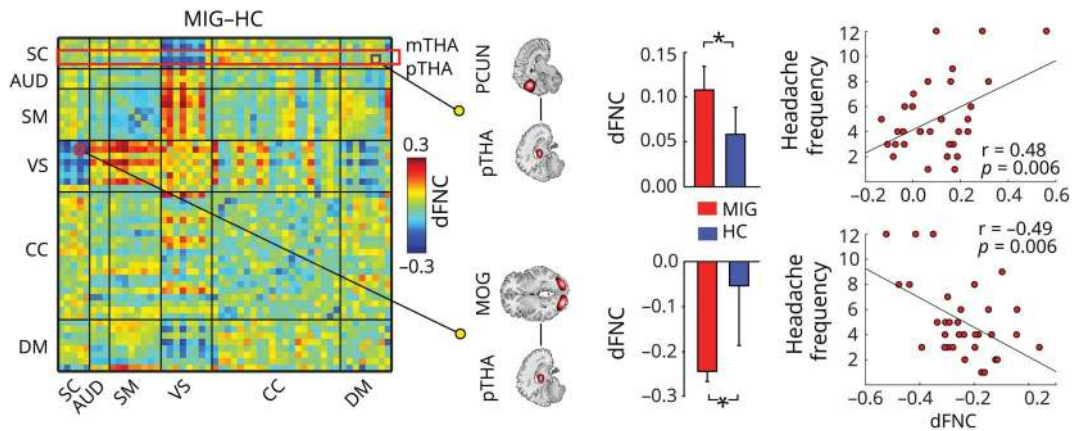 MIG–HC
SC
AUD
SM
VS
CC
DM
SC
AUD
SM
VS
CC
DM
mTHA
pTHA
0.3
dFNC
–0.3
PCUN
pTHA
MOG
pTHA
dFNC
0.15
0.10
0.05
0.00
*
MIG
HC
dFNC
0.0
–0.1
–0.2
–0.3
*
Headache
frequency
12
10
8
6
4
2
r = 0.48
p = 0.006
–0.2
0.0
0.2
0.4
0.6
Headache
frequency
12
10
8
6
4
2
r = –0.49
p = 0.006
–0.6
–0.4
–0.2
0.2
dFNC